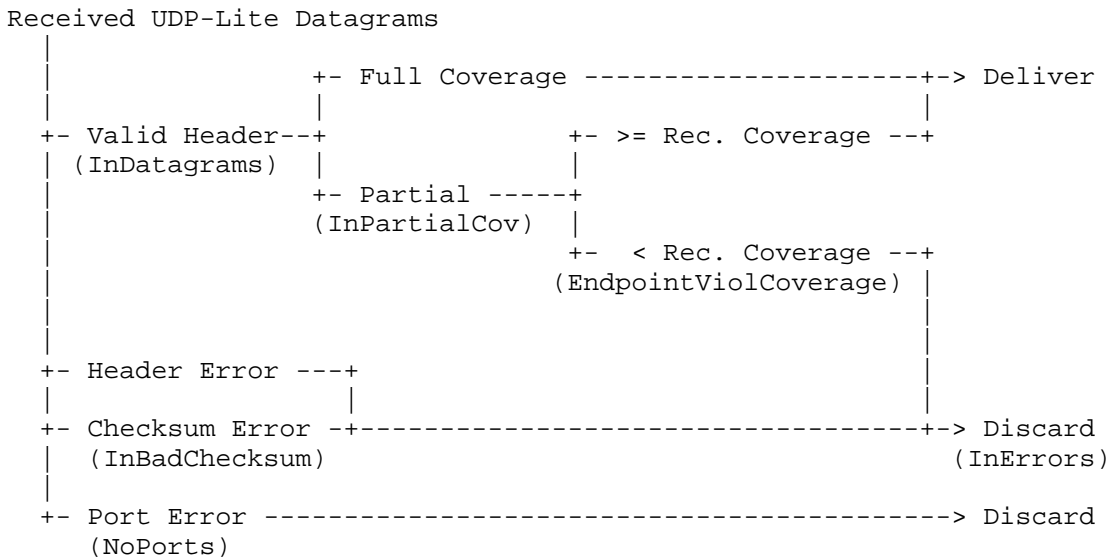 Received UDP-Lite Datagrams
+- Full Coverage ---------------------+-> Deliver
+- Valid Header--+ +- >= Rec. Coverage --+
(InDatagrams)
+- Partial -----+
(InPartialCov)
+- < Rec. Coverage --+
(EndpointViolCoverage)
+- Header Error ---+
+- Checksum Error -+-----------------------------------+-> Discard
(InBadChecksum) (InErrors)
+- Port Error -------------------------------------------> Discard
(NoPorts)